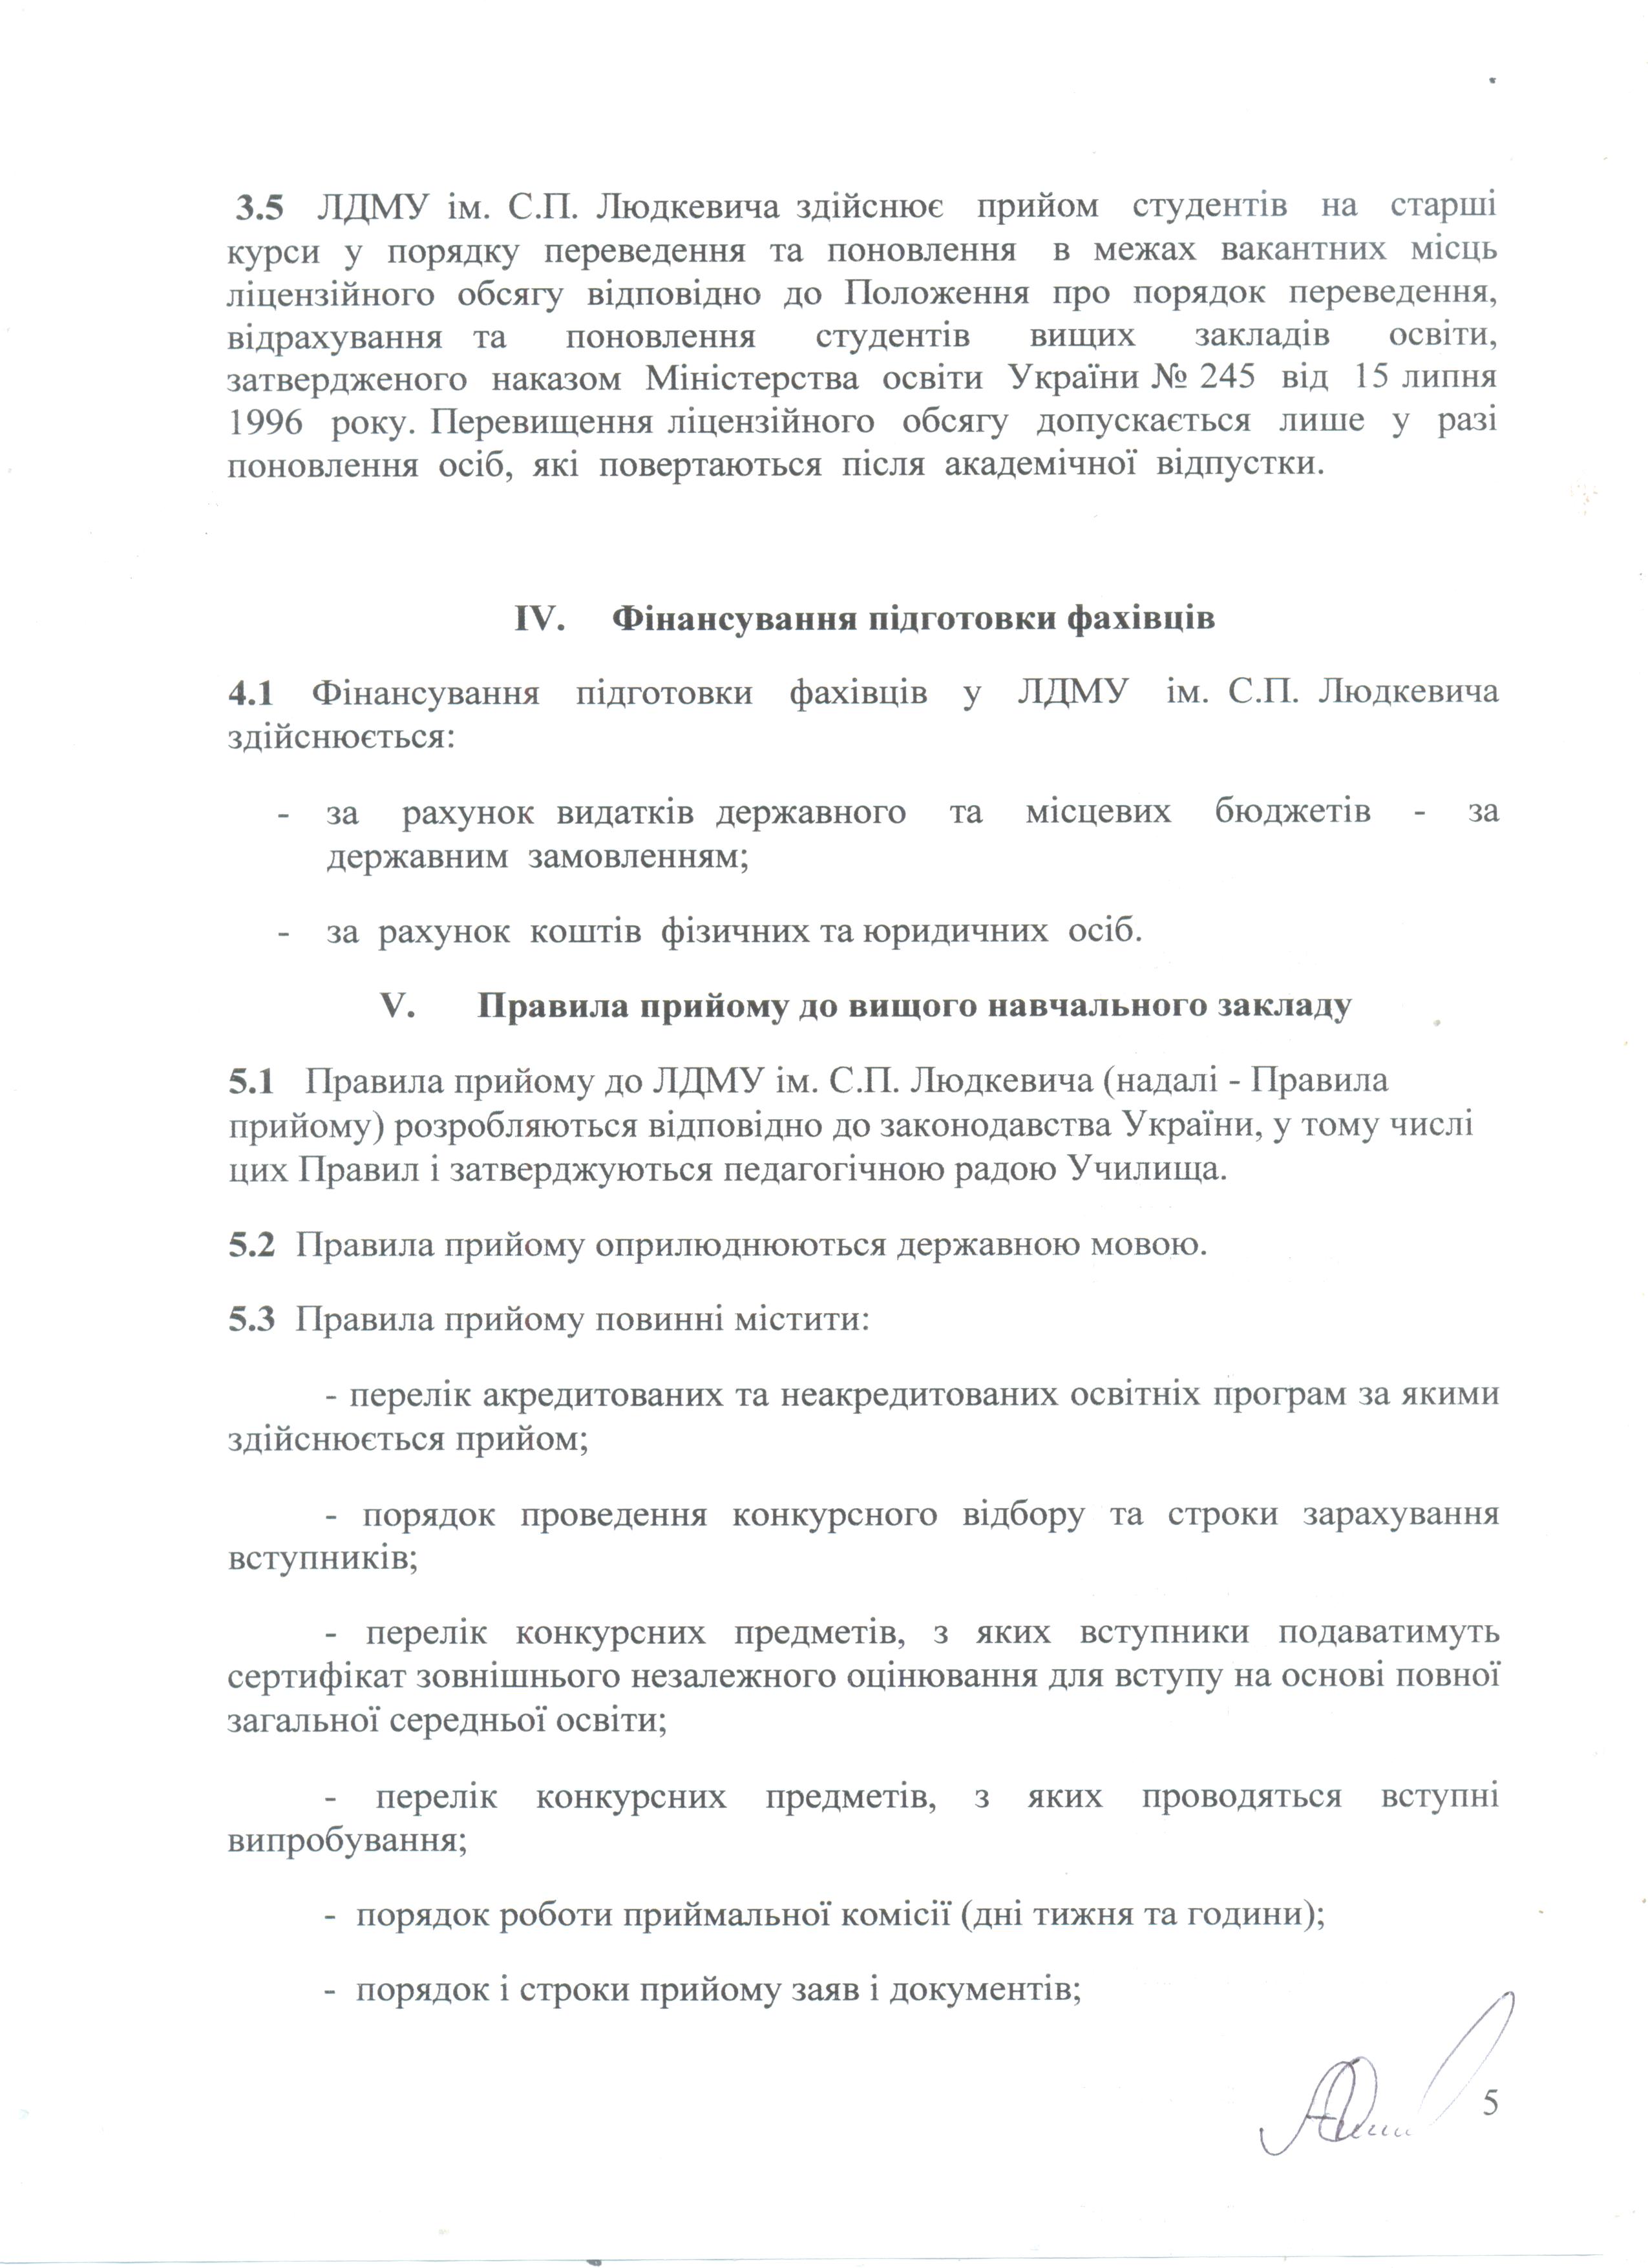 3.5 ЛДМУ ім. С.П. Людкевича здійснює прийом студентів на старші
курси у порядку переведення та поновлення в межах вакантних місць
ліцензійного обсягу відповідно до Положення про порядок переведення,
відрахування та поновлення студентів вищих закладів освіти,
затвердженого наказом Міністерства освіти України № 245 від 15 липня
1996 року. Перевищення ліцензійного обсягу допускається лише у разі
поновлення осіб, які повертаються після академічної відпустки.
IV. Фінансування підготовки фахівців
4.1 Фінансування підготовки фахівців у ЛДМУ ім. С.П. Людкевича
здійснюється:
- за рахунок видатків державного та місцевих бюджетів - за
державним замовленням;
- за рахунок коштів фізичних та юридичних осіб.
V. Правила прийому до вищого навчального закладу
5.1 Правила прийому до ЛДМУ ім. С.П. Людкевича (надалі - Правила
прийому) розробляються відповідно до законодавства України, у тому числі
цих Правил і затверджуються педагогічною радою Училища.
5.2 Правила прийому оприлюднюються державною мовою.
5.3 Правила прийому повинні містити:
- перелік акредитованих та неакредитованих освітніх програм за якими
здійснюється прийом;
- порядок проведення конкурсного відбору та строки зарахування
вступників;
- перелік конкурсних предметів, з яких вступники подаватимуть
сертифікат зовнішнього незалежного оцінювання для вступу на основі повної
загальної середньої освіти;
- перелік конкурсних предметів, з яких проводяться вступні
випробування;
- порядок роботи приймальної комісії (дні тижня та години);
- порядок і строки прийому заяв і документів;
5